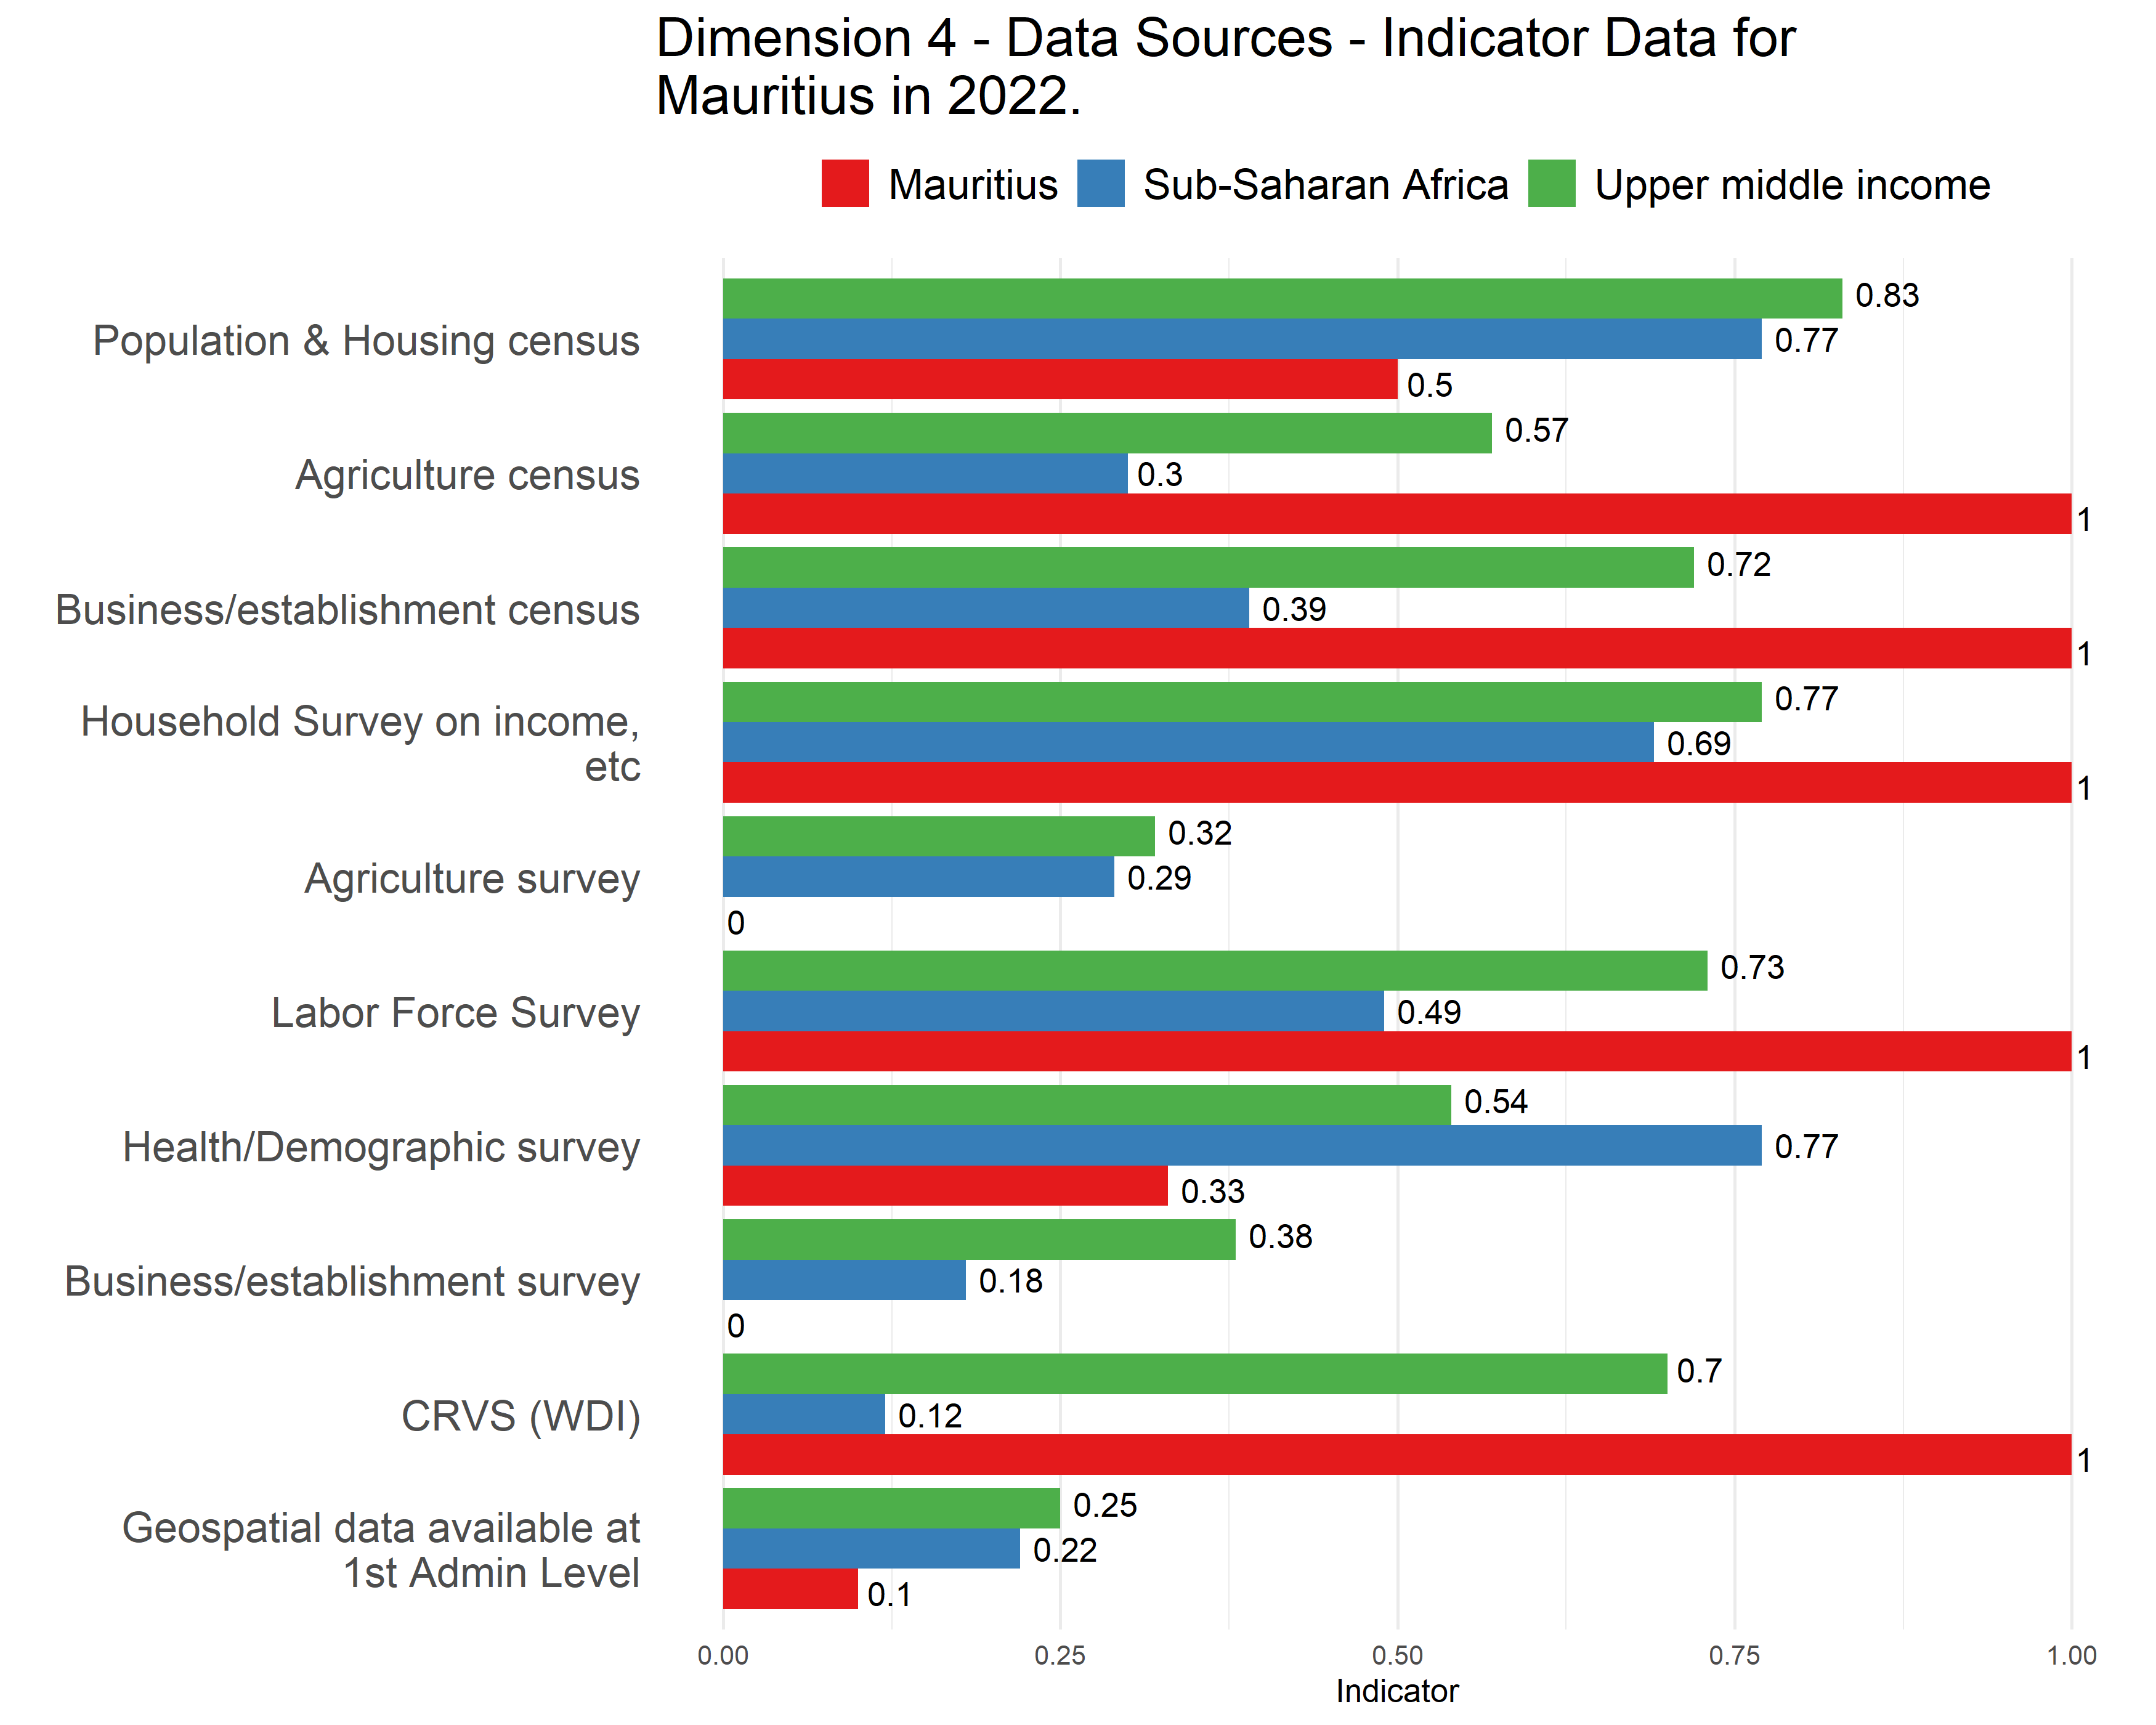 Dimension 4 - Data Sources - Indicator Data for
Mauritius in 2022.
Mauritius
Sub-Saharan Africa
Upper middle income
Population & Housing census
0.83
0.77
0.5
Agriculture census
0.57
0.3
1
Business/establishment census
0.72
0.39
1
Household Survey on income,
etc
0.77
0.69
1
Agriculture survey
0.32
0.29
0
Labor Force Survey
0.73
0.49
1
Health/Demographic survey
0.54
0.77
0.33
Business/establishment survey
0.38
0.18
0
CRVS (WDI)
0.7
0.12
1
Geospatial data available at
1st Admin Level
0.25
0.22
0.1
0.00
0.25
0.50
0.75
1.00
Indicator